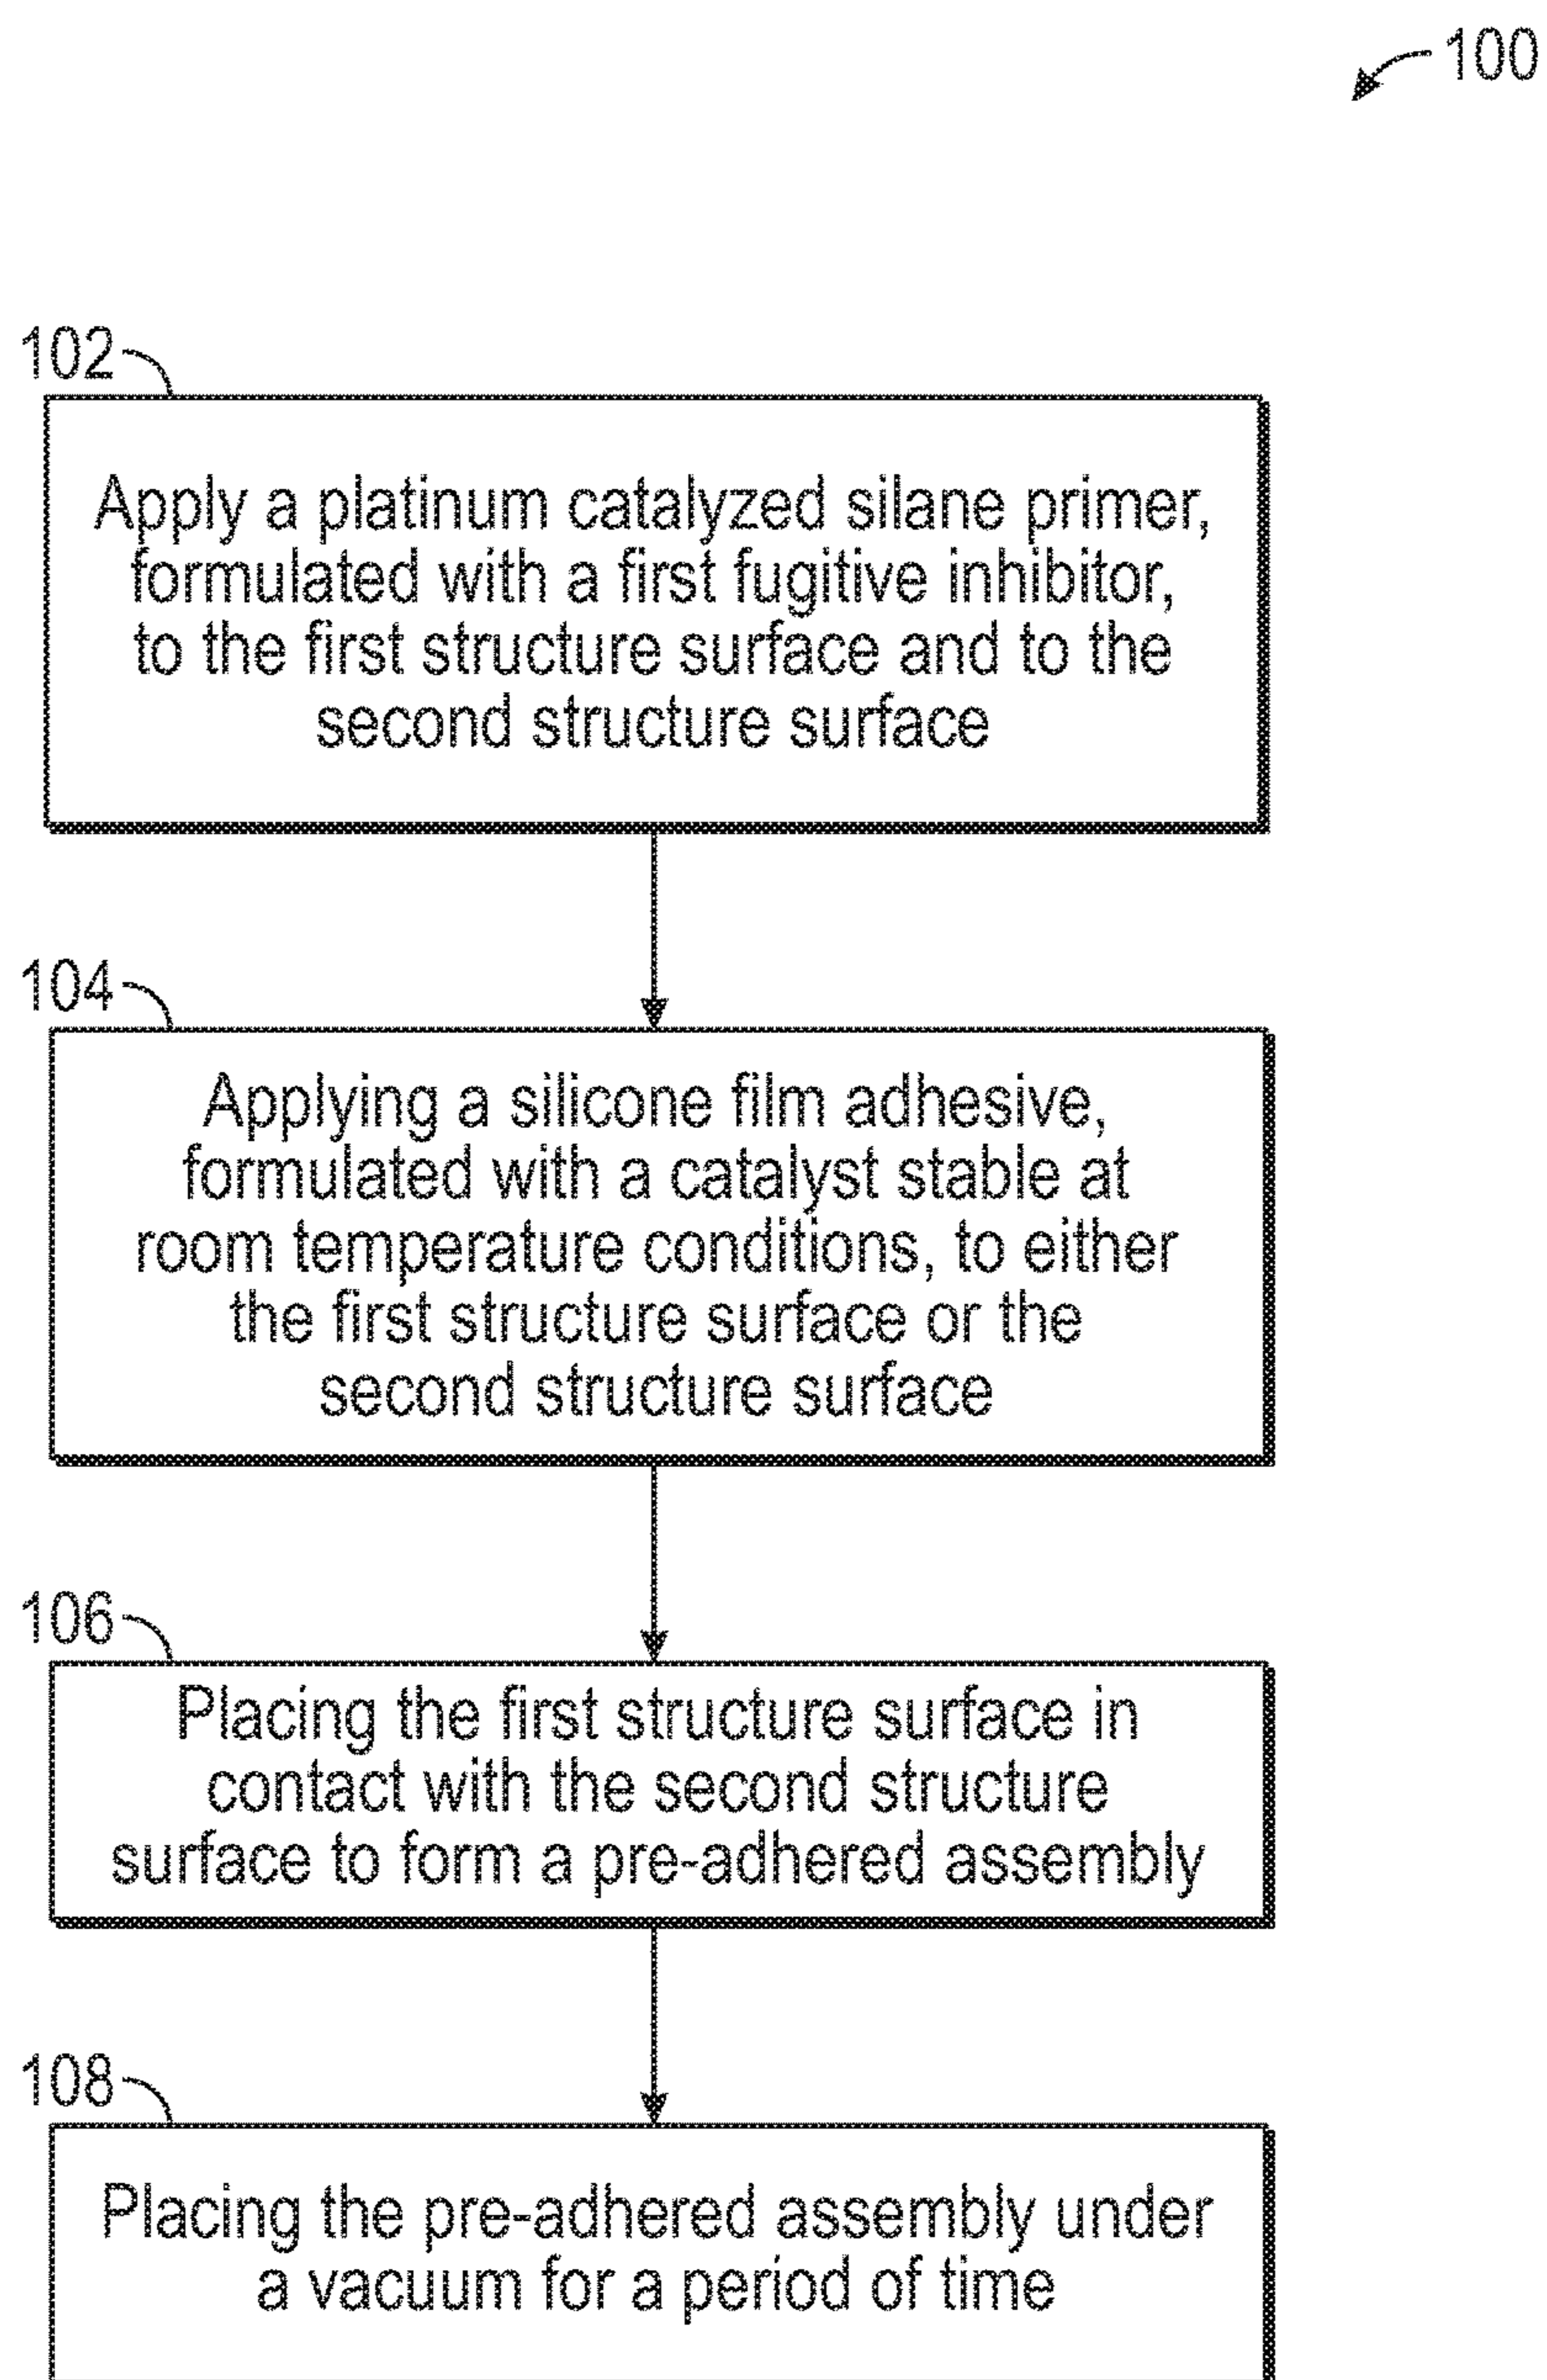 100
102
Apply a platinum catalyzed silane primer,
formulated with a first fugitive inhibitor,
to the first structure surface and to the
second structure surface
104
Applying a silicone film adhesive,
formulated with a catalyst stable at
room temperature conditions, to either
the first structure surface or the
second structure surface
106
Placing the first structure surface in
contact with the second structure
surface to form a pre-adhered assembly
108
Placing the pre-adhered assembly under
a vacuum for a period of time